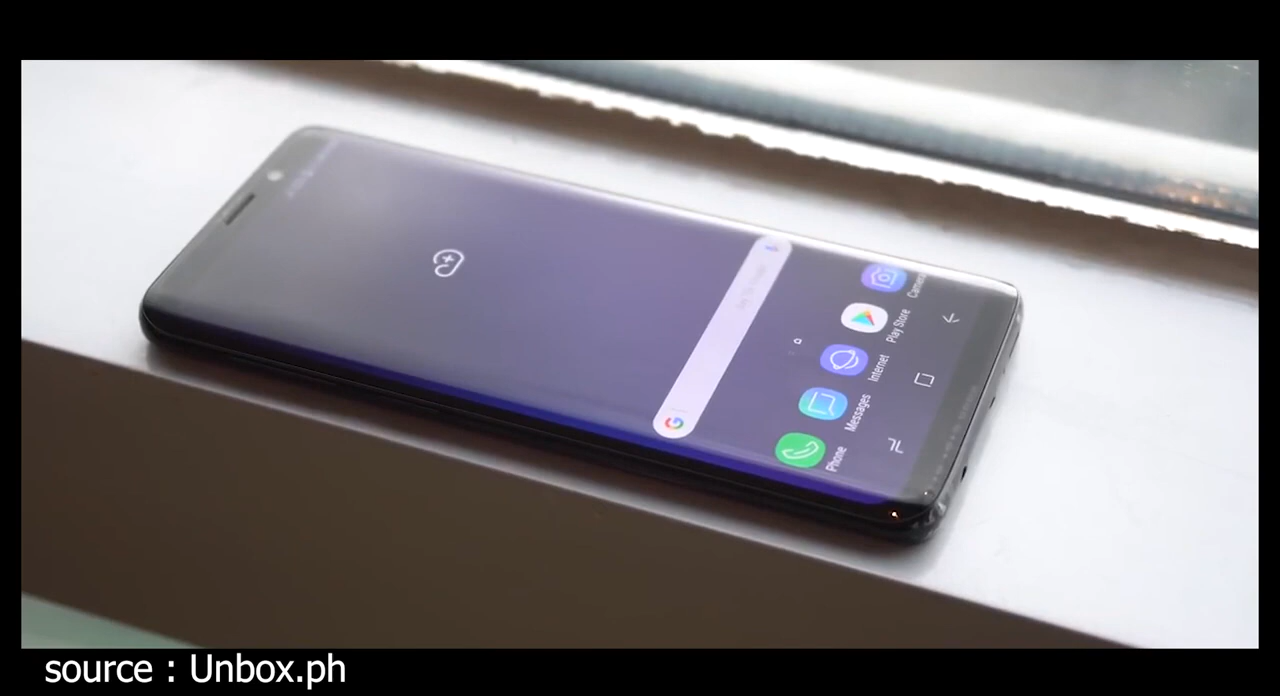 Camera
Play Store
Internet
Messages
Phone
G
source : Unbox.ph